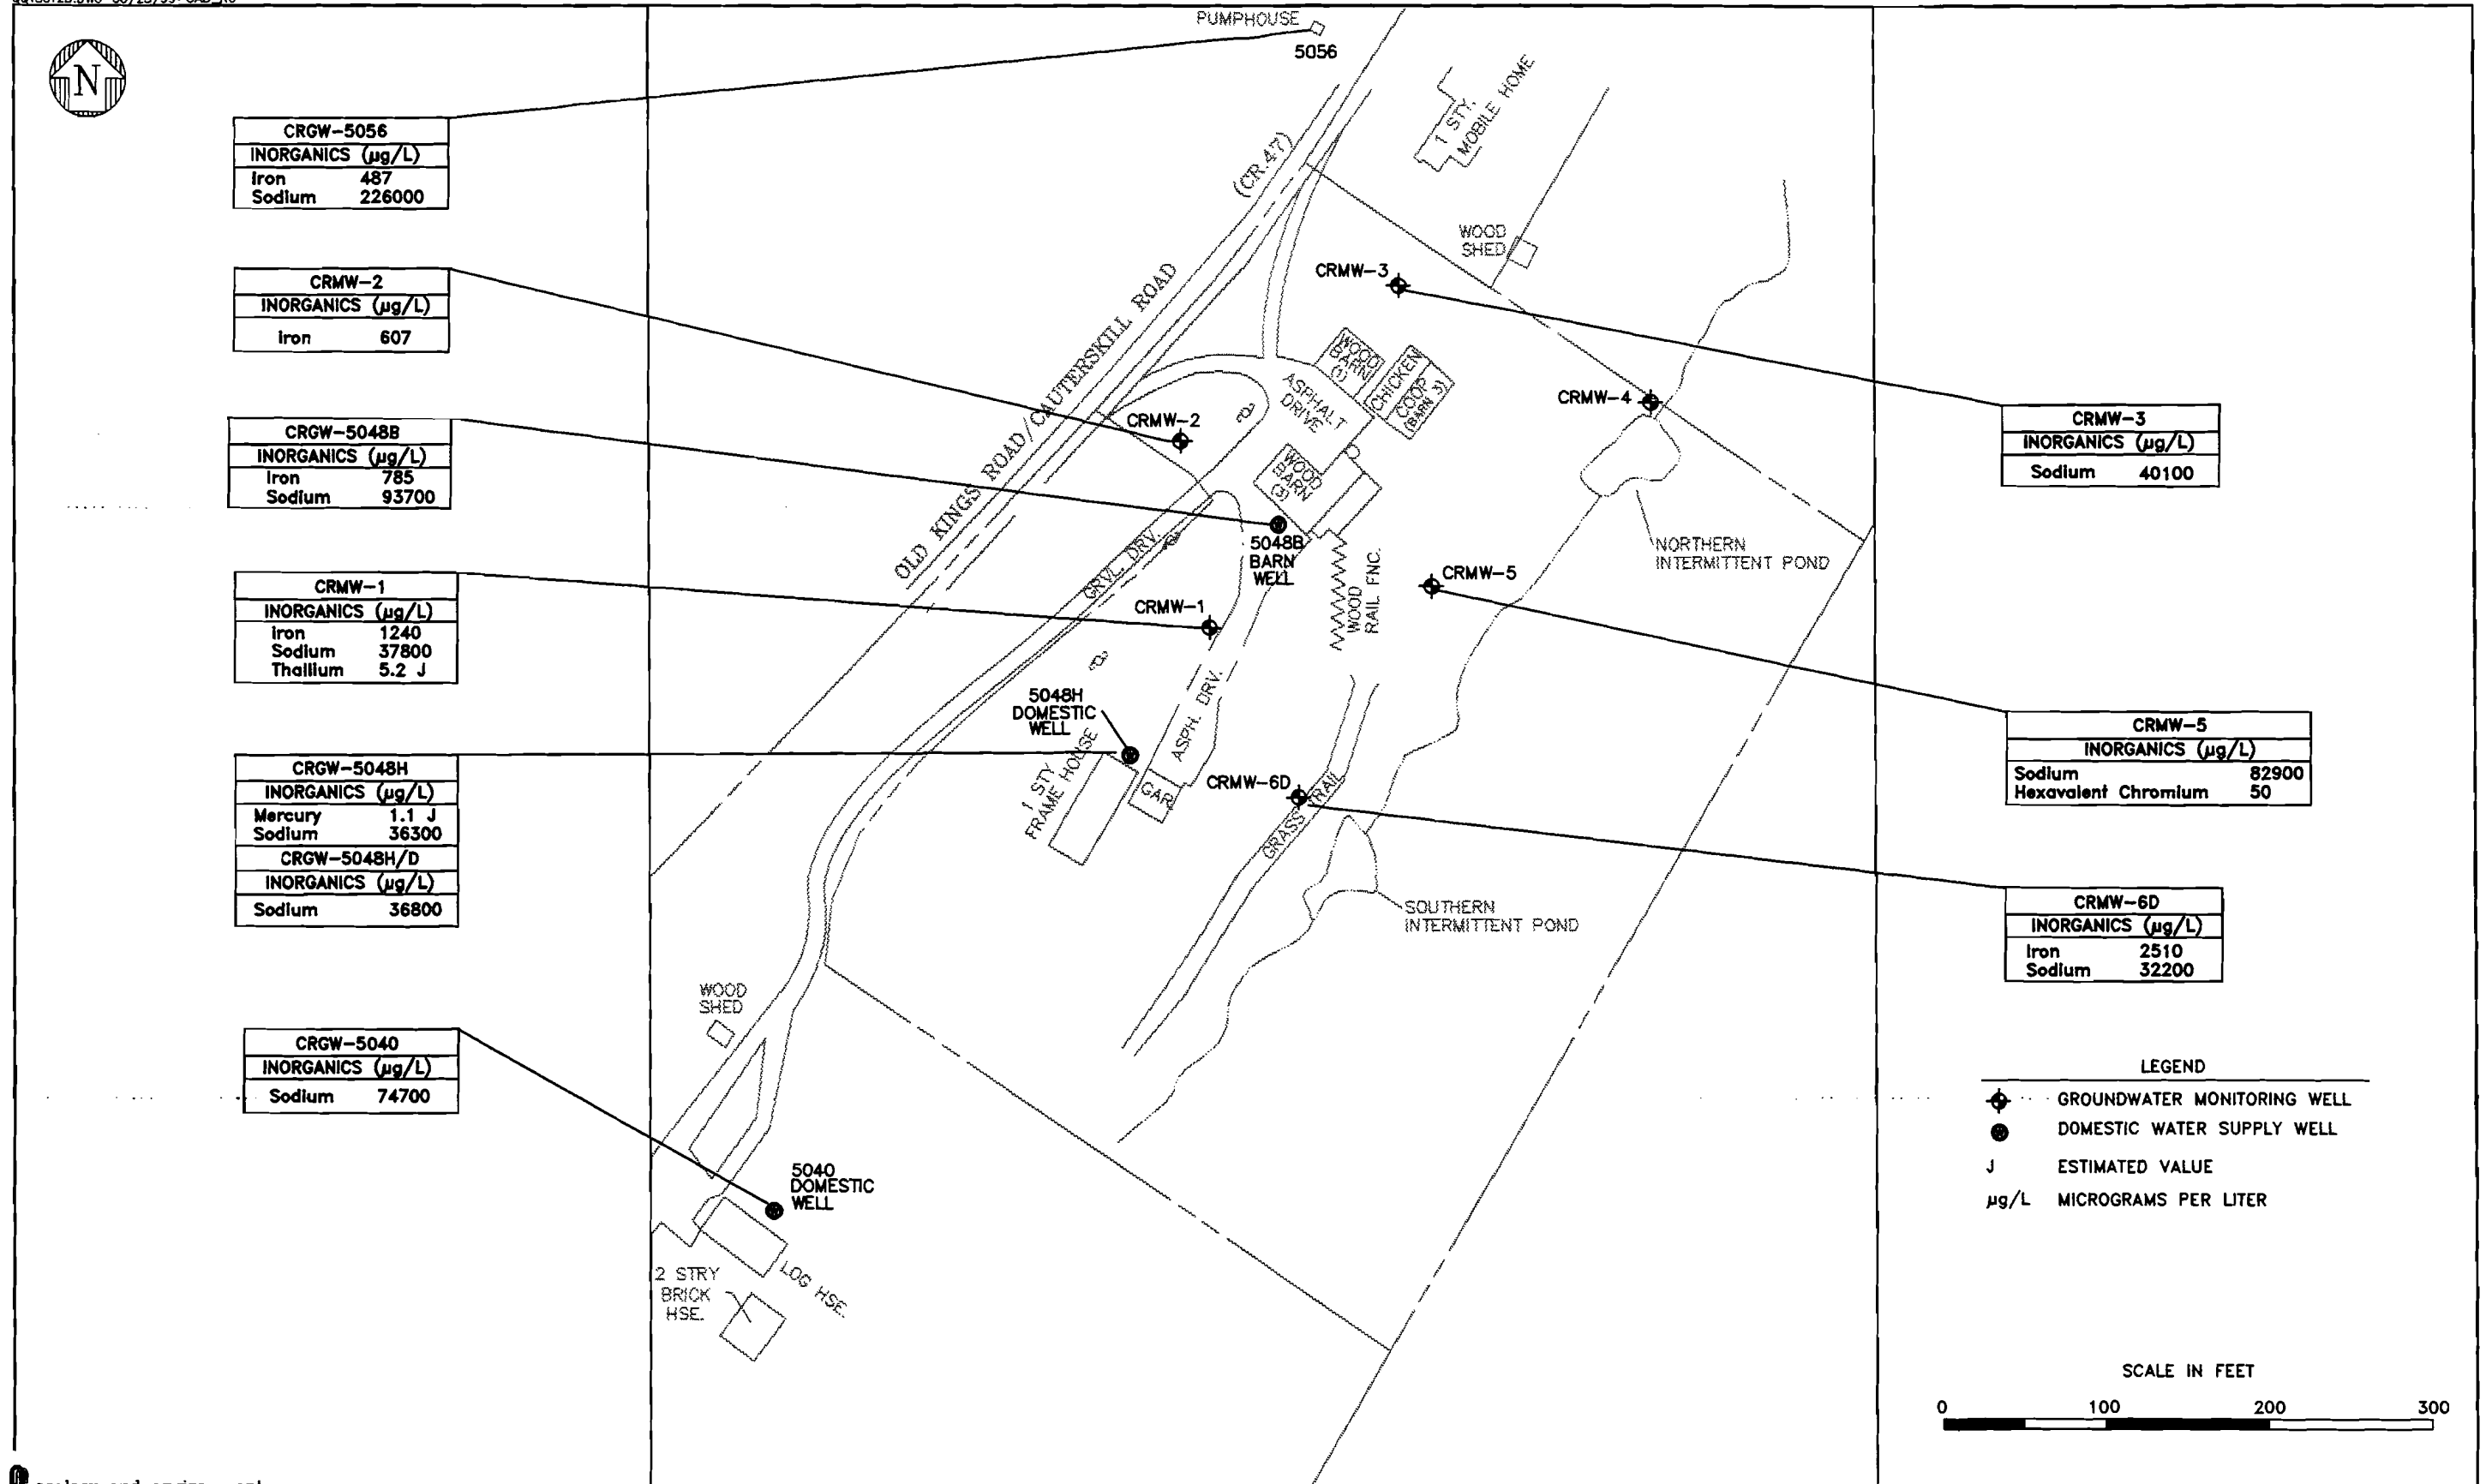 N
PUMPHOUSE
5056
CRGW-5056
INORGANICS (µg/L)
Iron 487
Sodium 226000
CRMW-2
INORGANICS (µg/L)
Iron 607
CRGW-5048B
INORGANICS (µg/L)
Iron 785
Sodium 93700
CRMW-1
INORGANICS (µg/L)
Iron 1240
Sodium 37800
Thallium 5.2 J
CRGW-5048H
INORGANICS (µg/L)
Mercury 1.1 J
Sodium 36300
CRGW-5048H/D
INORGANICS (µg/L)
Sodium 36800
CRGW-5040
INORGANICS (µg/L)
Sodium 74700
1 STY.
MOBILE HOME
(CR.47)
OLD KINGS ROAD/CAUTERSKILL ROAD
WOOD
SHED
CRMW-3
CRMW-4
CRMW-2
WOOD
BARN
(1)
CHICKEN
COOP
(BARN 3)
ASPHALT
DRIVE
WOOD
BARN
(3)
5048B
BARN
WELL
GRVL. DRV.
WOOD
RAIL FNC.
CRMW-5
NORTHERN
INTERMITTENT POND
CRMW-1
5048H
DOMESTIC
WELL
ASPH. DRV.
1 STY
FRAME HOUSE
GAR
CRMW-6D
GRASS TRAIL
SOUTHERN
INTERMITTENT POND
WOOD
SHED
5040
DOMESTIC
WELL
LOG HSE.
2 STRY
BRICK
HSE.
CRMW-3
INORGANICS (µg/L)
Sodium 40100
CRMW-5
INORGANICS (µg/L)
Sodium 82900
Hexavalent Chromium 50
CRMW-6D
INORGANICS (µg/L)
Iron 2510
Sodium 32200
LEGEND
GROUNDWATER MONITORING WELL
DOMESTIC WATER SUPPLY WELL
J ESTIMATED VALUE
µg/L MICROGRAMS PER LITER
SCALE IN FEET
0 100 200 300